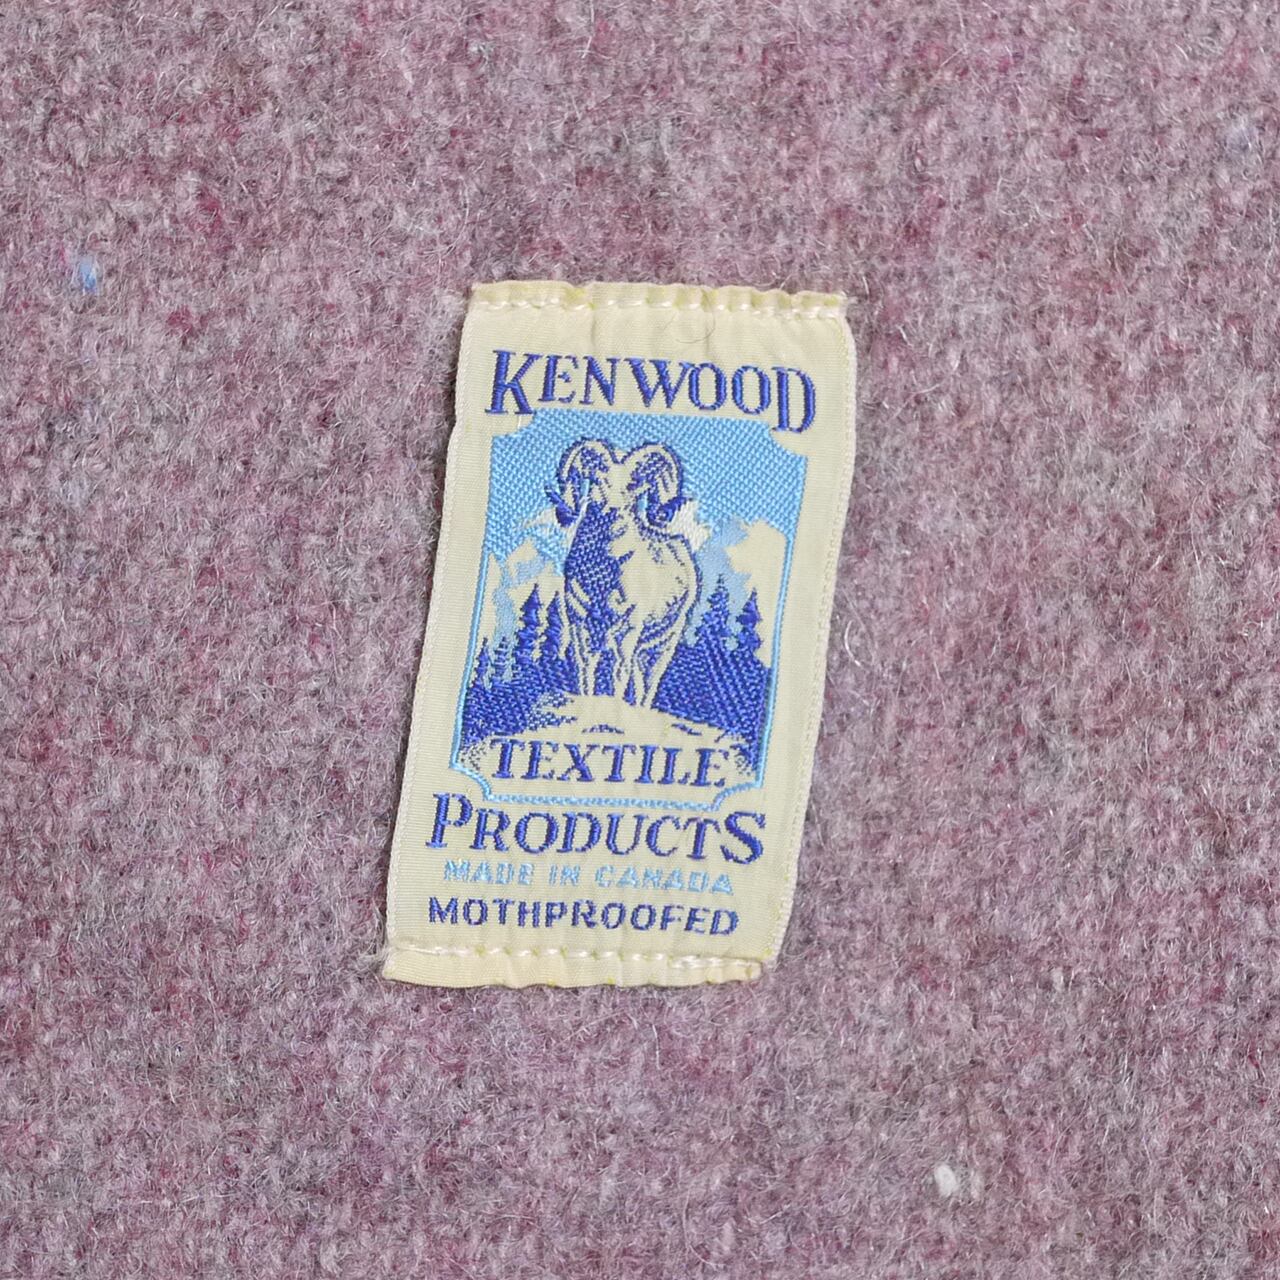 KENWOOD
TEXTILE
PRODUCTS
MADE IN CANADA
MOTHPROOFED